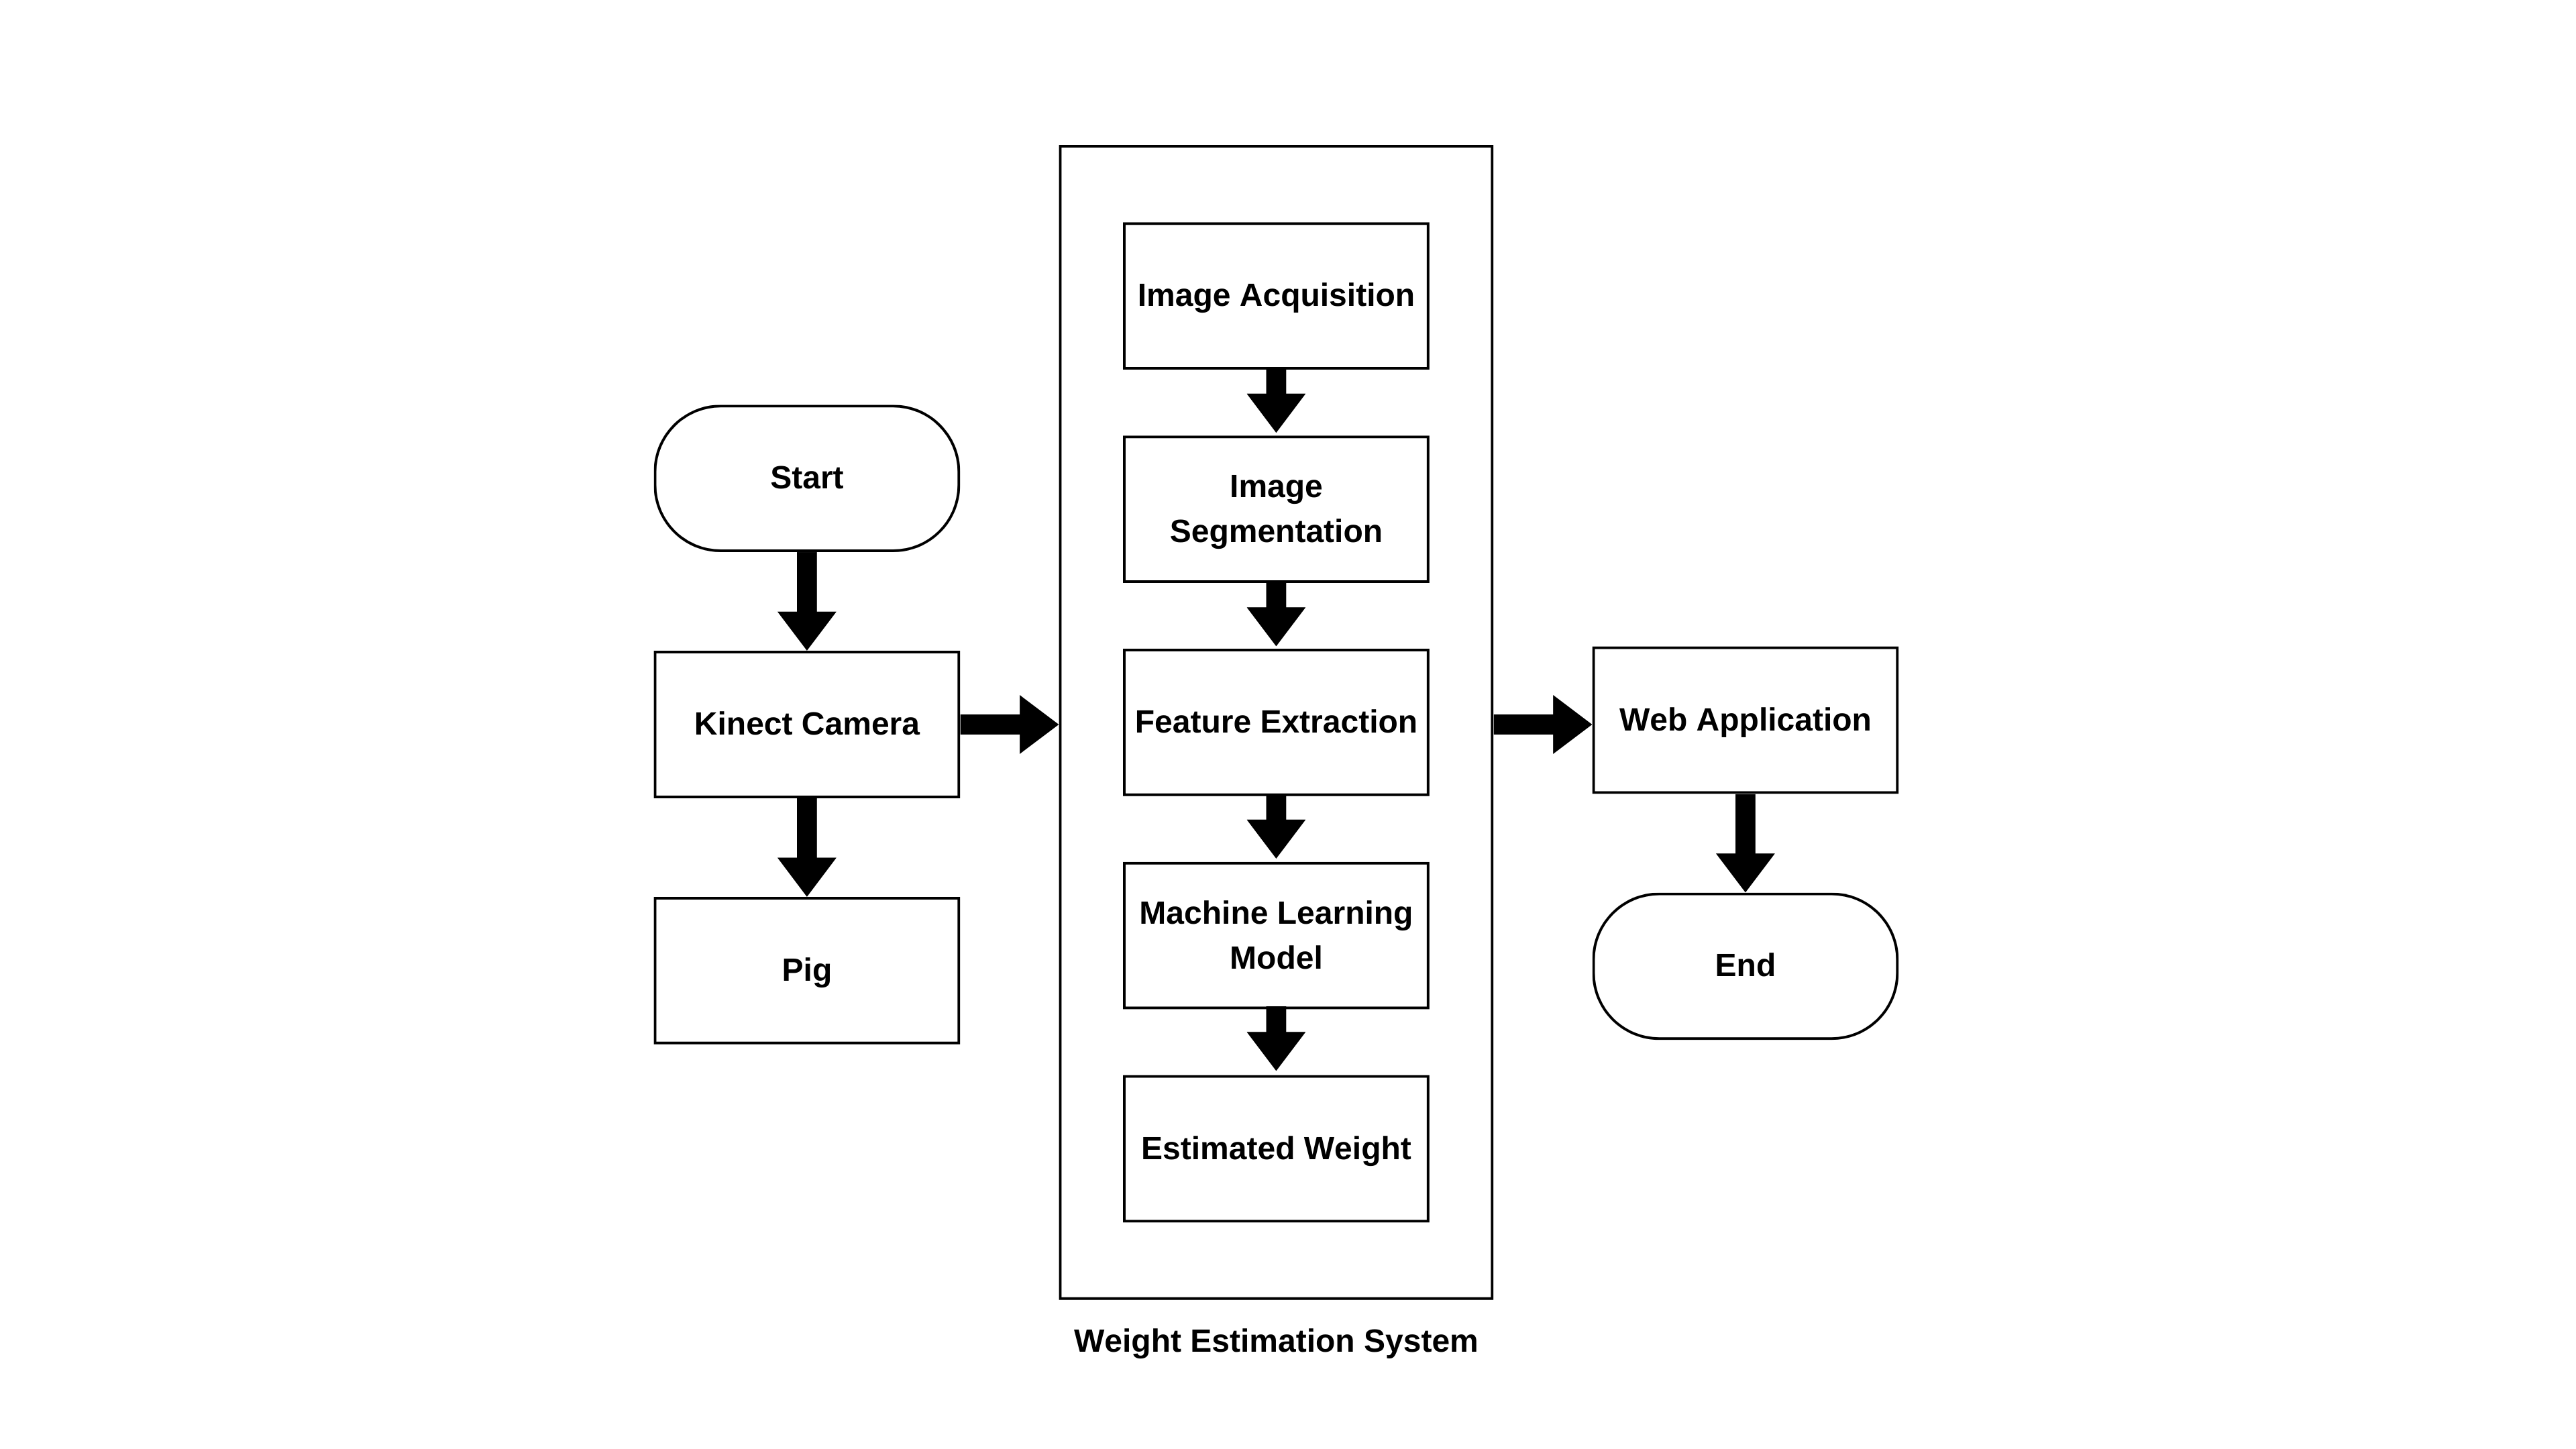 Start
Kinect Camera
Pig
Image Acquisition
Image
Segmentation
Feature Extraction
Machine Learning
Model
Estimated Weight
Weight Estimation System
Web Application
End